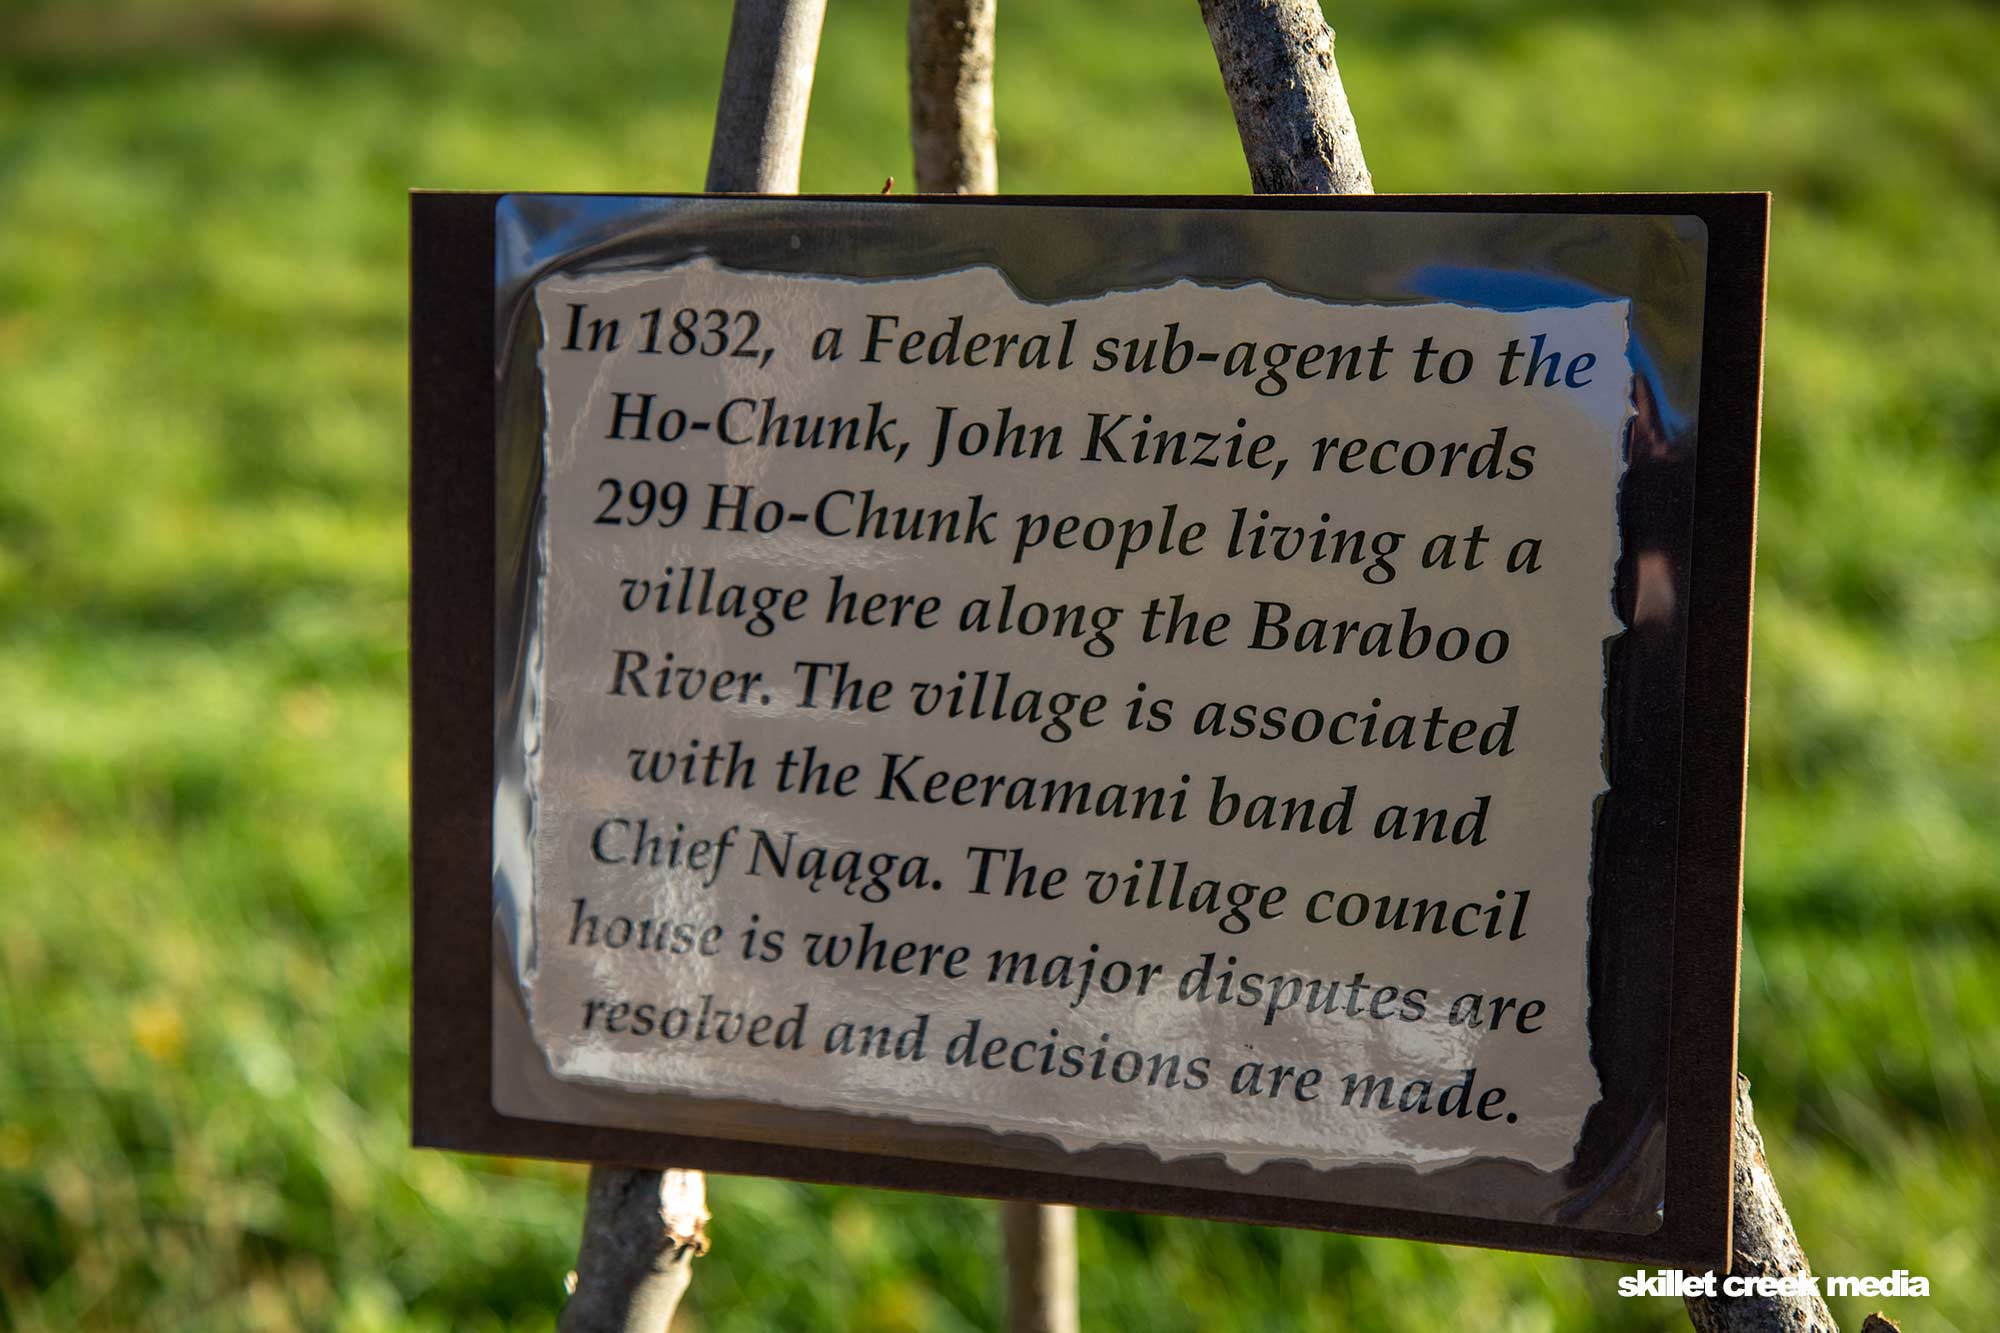 In 1832, a Federal sub-agent to the
Ho-Chunk, John Kinzie, records
299 Ho-Chunk people living at a
village here along the Baraboo
River. The village is associated
with the Keeramani band and
Chief Nąąga. The village council
house is where major disputes are
resolved and decisions are made.
skillet creek media